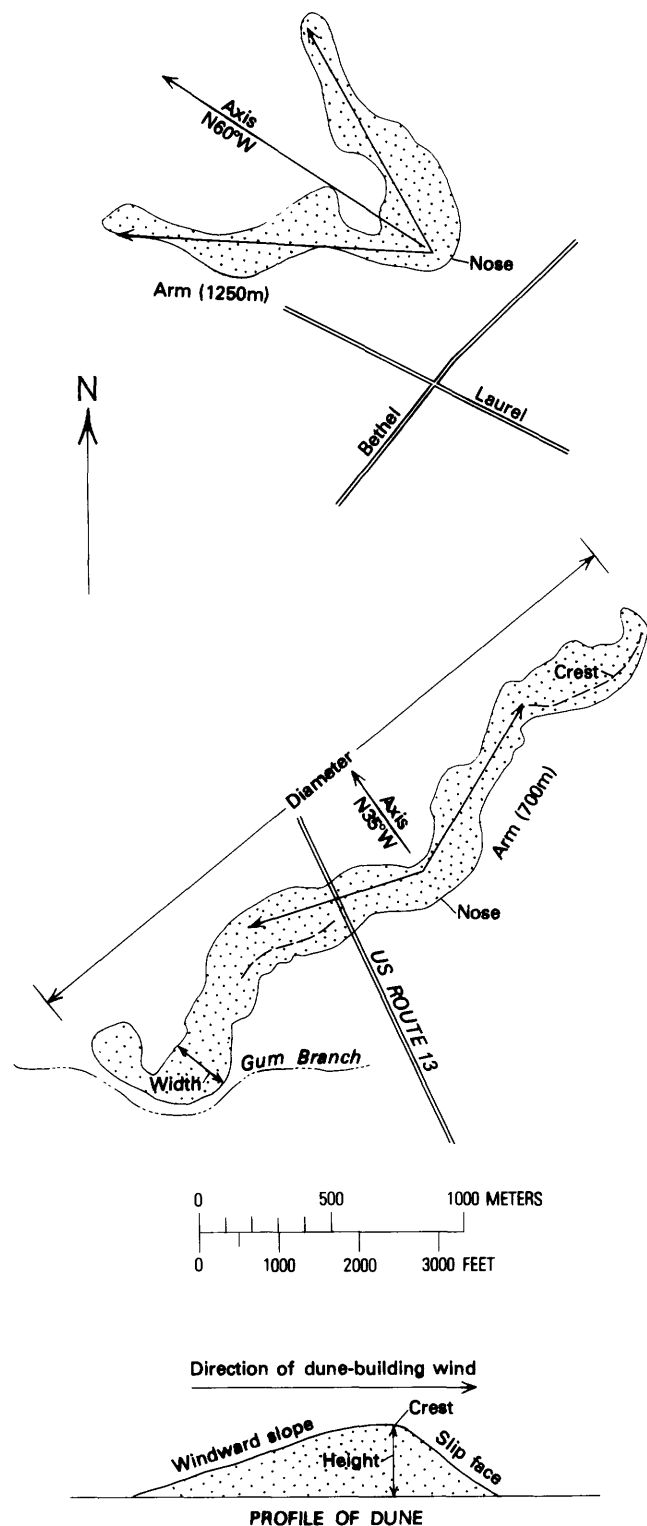 Axis
N60°W
Nose
Arm (1250m)
N
Laurel
Bethel
Crest
Diameter
Axis
N35°W
Arm (700m)
Nose
US ROUTE 13
Gum Branch
Width
0 500 1000 METERS
0 1000 2000 3000 FEET
Direction of dune-building wind
Crest
Windward slope
Height
Slip face
PROFILE OF DUNE